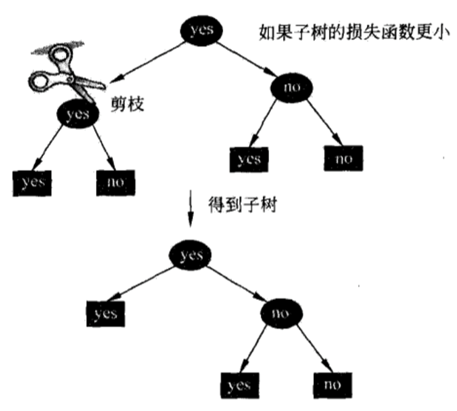 yes
如果子树的损失函数更小
剪枝
yes
no
yes
no
yes
no
得到子树
yes
yes
no
yes
no